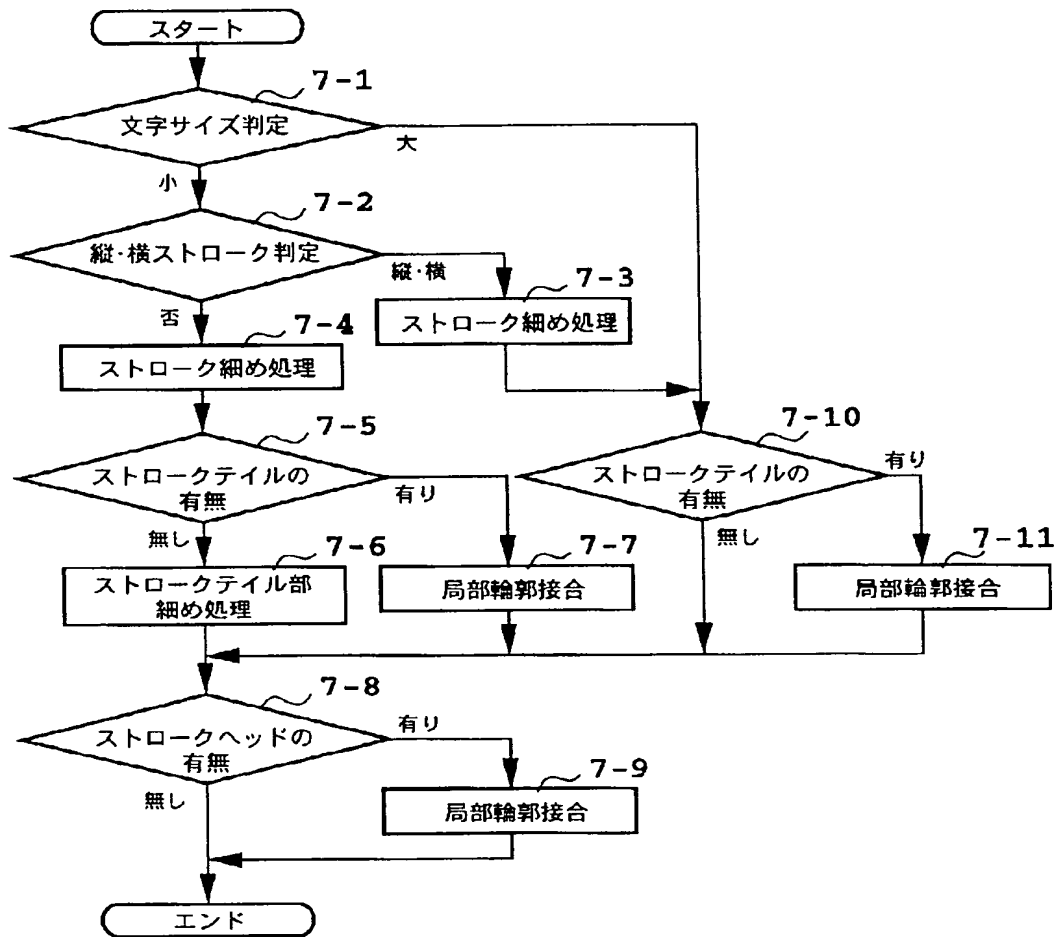 スタート
7-1
文字サイズ判定
大
小
7-2
縦・横ストローク判定
縦・横
7-3
ストローク細め処理
否
7-4
ストローク細め処理
7-5
ストロークテイルの
有無
有り
7-10
ストロークテイルの
有無
有り
無し
7-6
ストロークテイル部
細め処理
7-7
局部輪郭接合
無し
7-11
局部輪郭接合
7-8
ストロークヘッドの
有無
有り
無し
7-9
局部輪郭接合
エンド